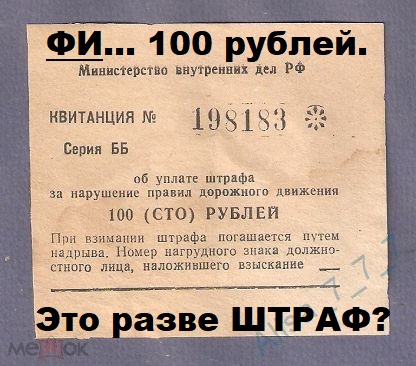 ФИ... 100 рублей.
Министерство внутренних дел РФ
КВИТАНЦИЯ № 198183
Серия ББ
об уплате штрафа
за нарушение правил дорожного движения
100 (СТО) РУБЛЕЙ
При взимании штрафа погашается путем
надрыва. Номер нагрудного знака должно-
стного лица, наложившего взыскание
Это разве ШТРАФ?
мешок